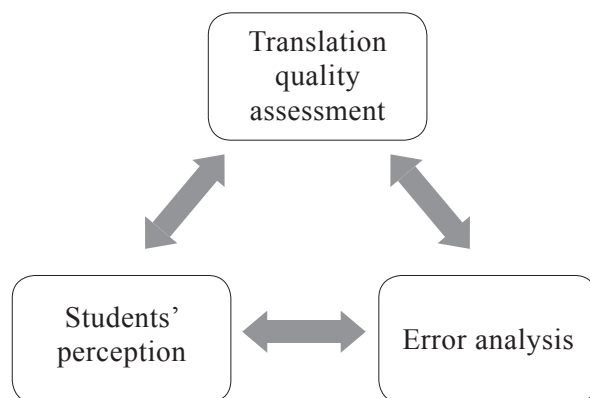 Translation
quality
assessment
Students’
perception
Error analysis